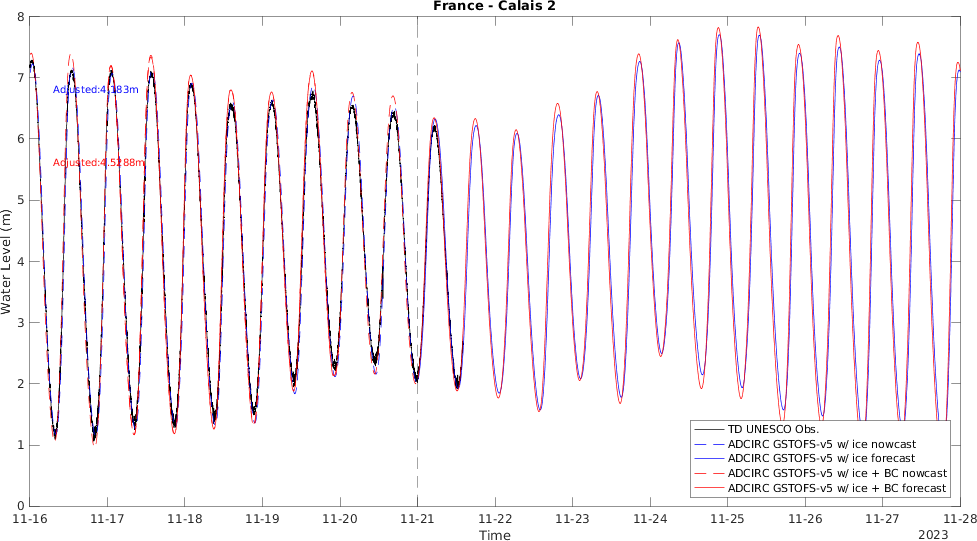 France - Calais 2
8
7
6
5
4
3
2
1
0
Water Level (m)
Adjusted:4.183m
Adjusted:4.5288m
TD UNESCO Obs.
ADCIRC GSTOFS-v5 w/ ice nowcast
ADCIRC GSTOFS-v5 w/ ice forecast
ADCIRC GSTOFS-v5 w/ ice + BC nowcast
ADCIRC GSTOFS-v5 w/ ice + BC forecast
11-16 11-17 11-18 11-19 11-20 11-21 11-22 11-23 11-24 11-25 11-26 11-27 11-28
Time
2023